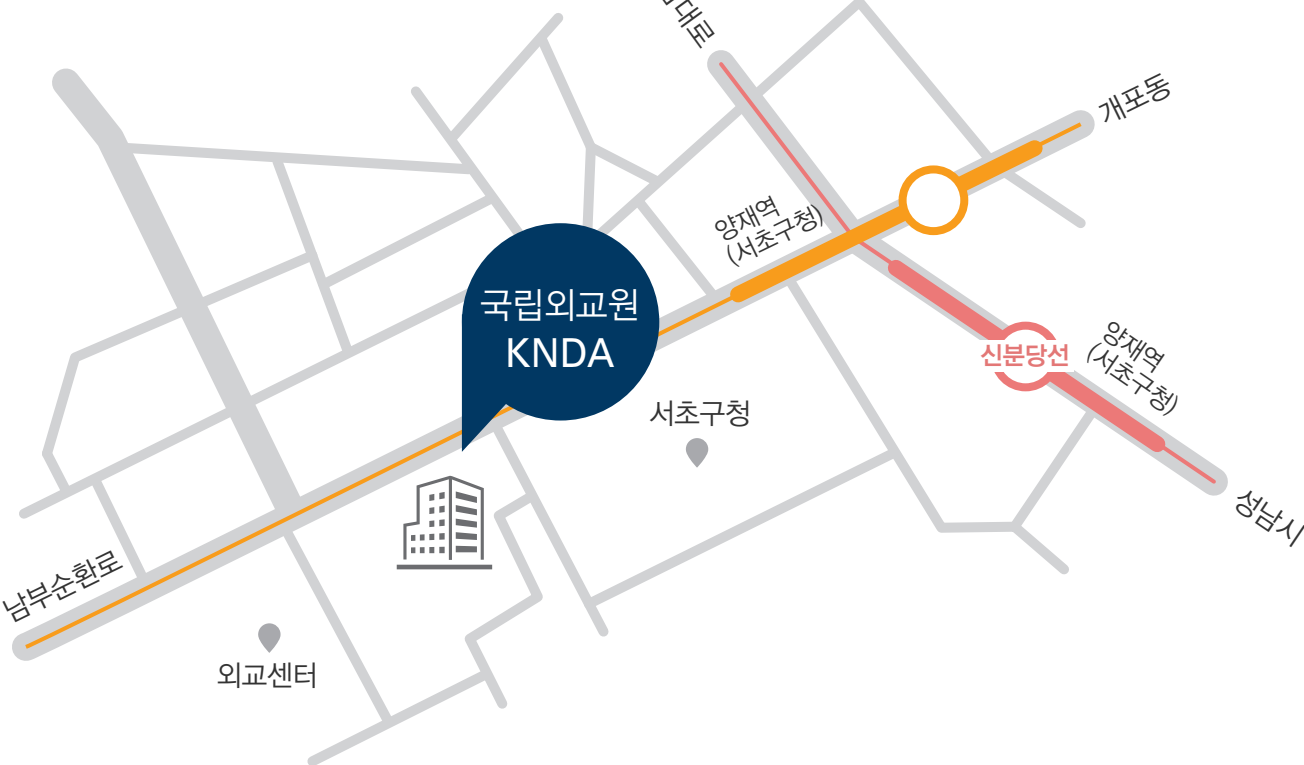 대로
개포동
양재역
(서초구청)
국립외교원
KNDA
신분당선
양재역
(서초구청)
서초구청
성남시
남부순환로
외교센터